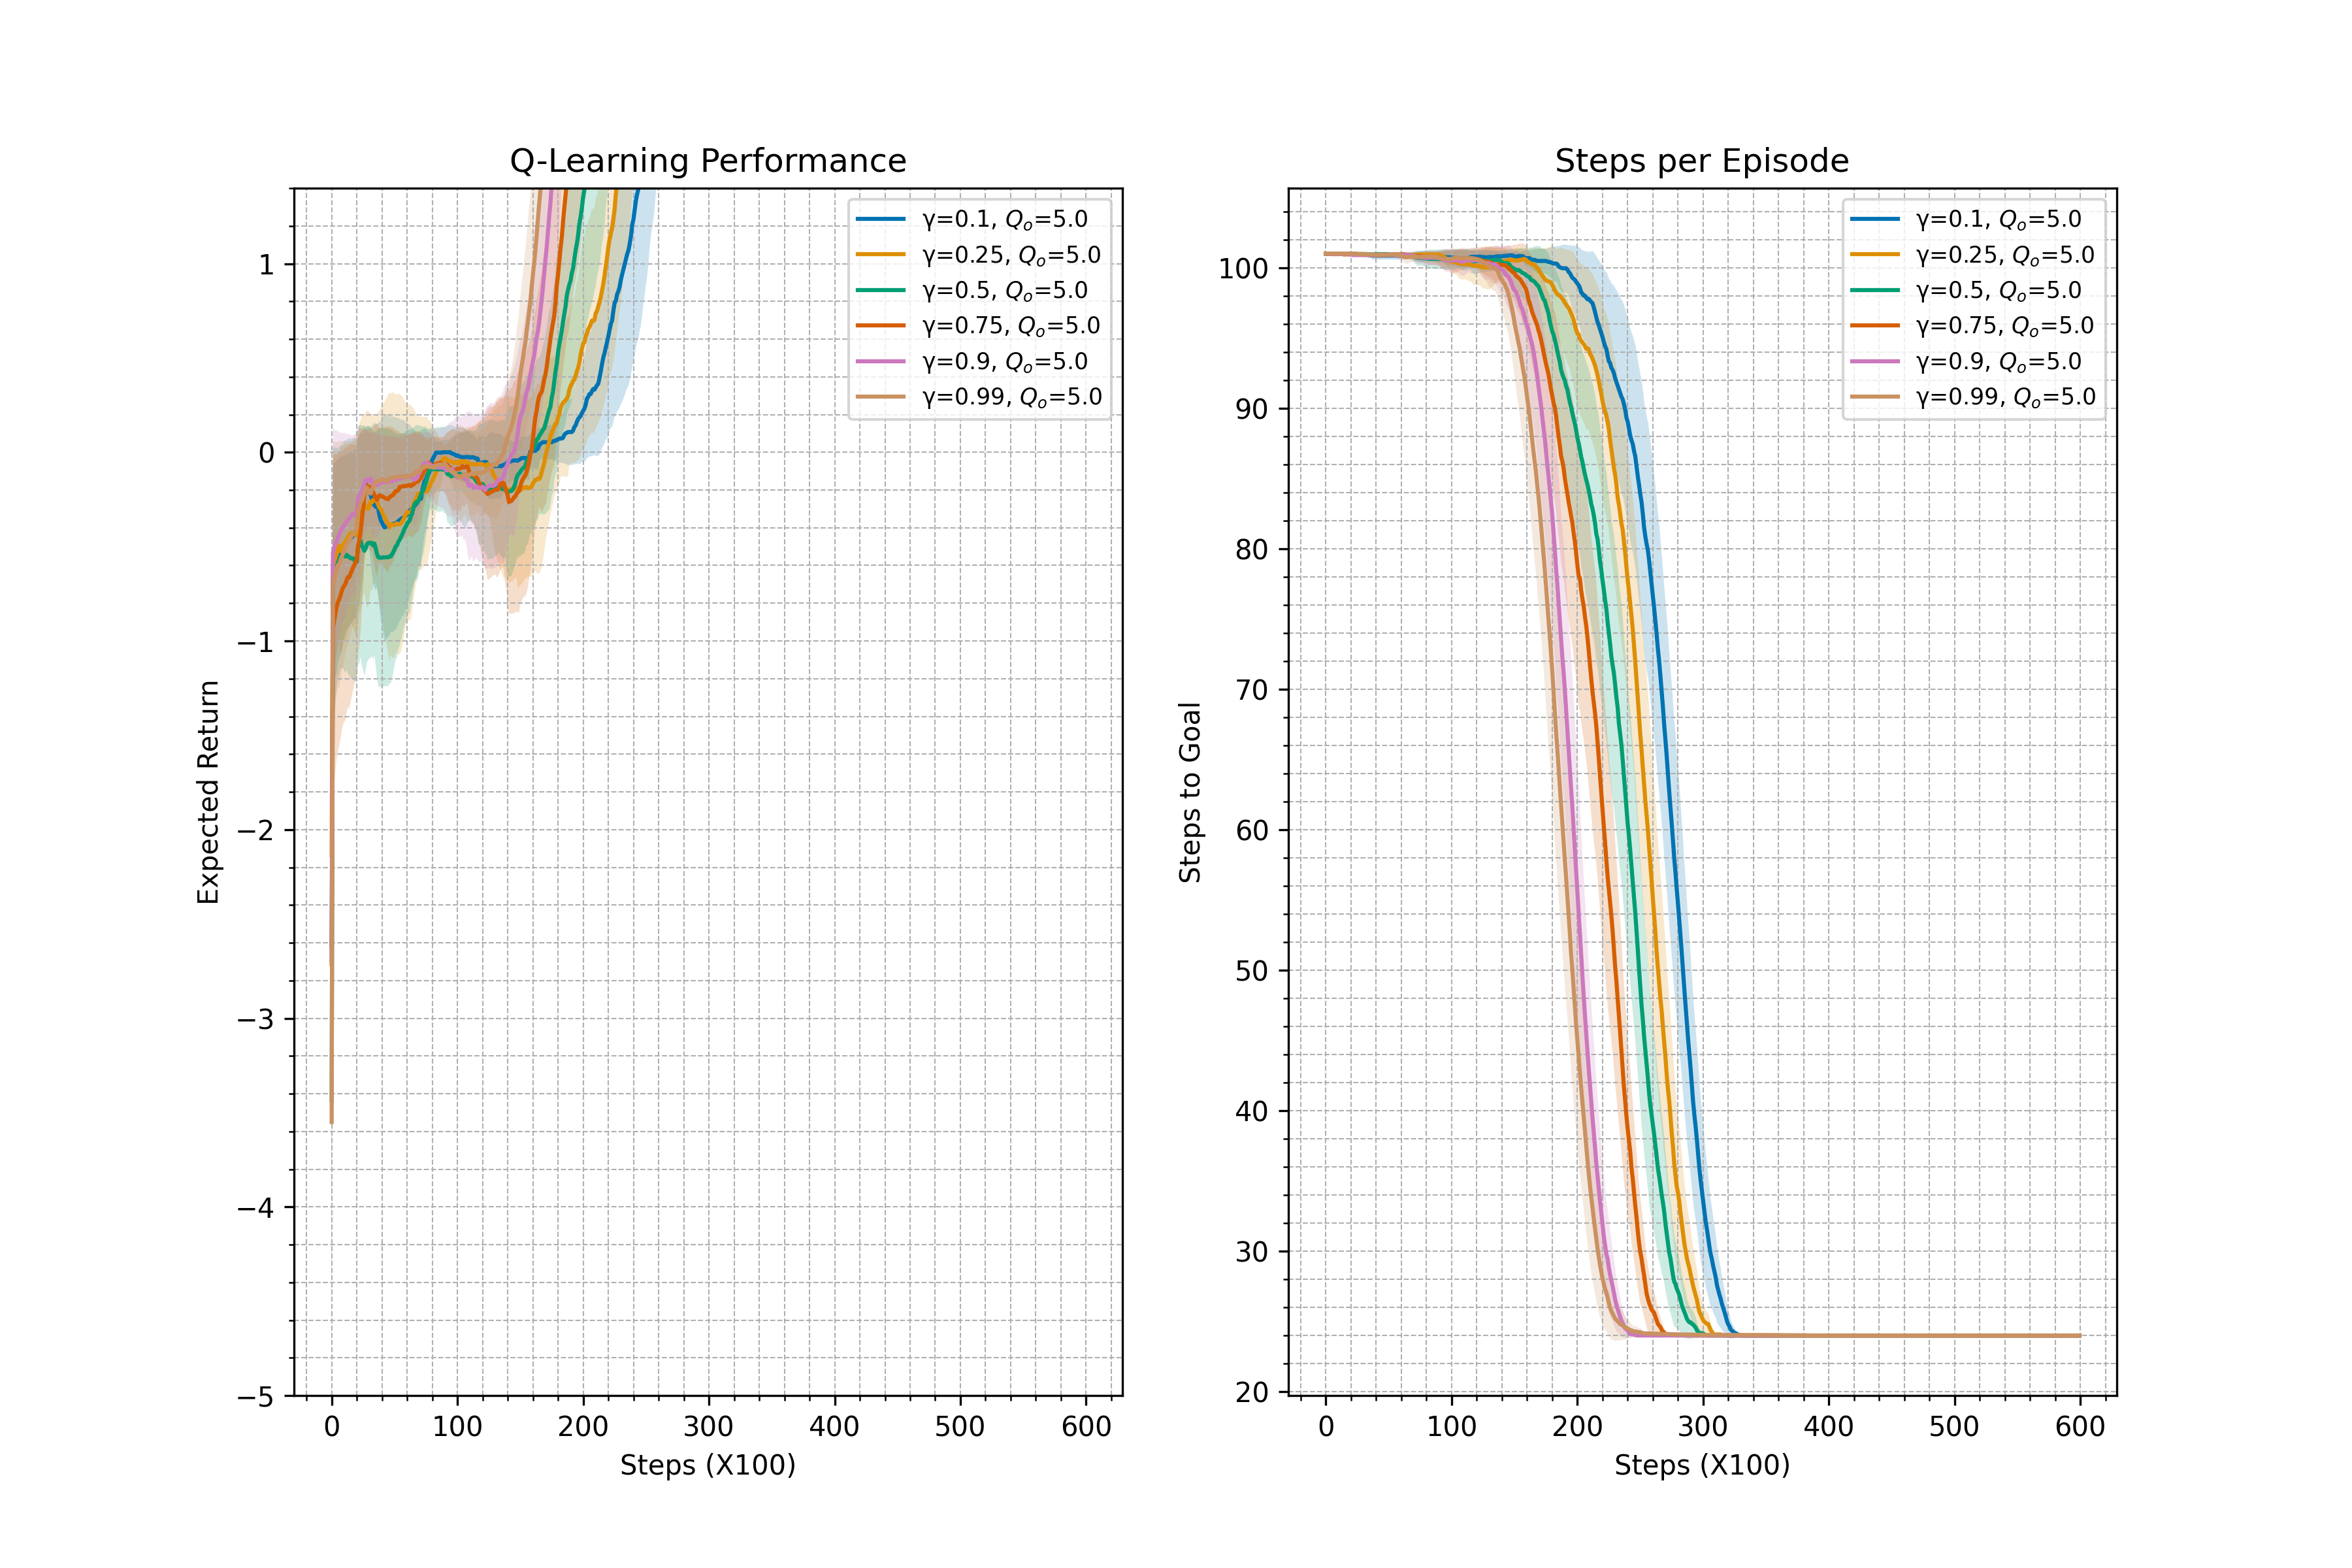 Q-Learning Performance
Expected Return
1
0
−1
−2
−3
−4
−5
0 100 200 300 400 500 600
Steps (X100)
γ=0.1, Qo=5.0
γ=0.25, Qo=5.0
γ=0.5, Qo=5.0
γ=0.75, Qo=5.0
γ=0.9, Qo=5.0
γ=0.99, Qo=5.0
Steps per Episode
Steps to Goal
100
90
80
70
60
50
40
30
20
0 100 200 300 400 500 600
Steps (X100)
γ=0.1, Qo=5.0
γ=0.25, Qo=5.0
γ=0.5, Qo=5.0
γ=0.75, Qo=5.0
γ=0.9, Qo=5.0
γ=0.99, Qo=5.0